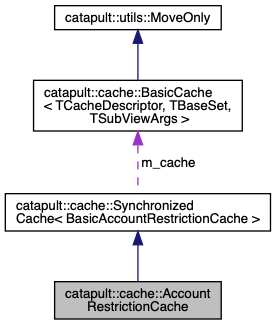 catapult::utils::MoveOnly
catapult::cache::BasicCache
< TCacheDescriptor, TBaseSet,
TSubViewArgs >
m_cache
catapult::cache::Synchronized
Cache< BasicAccountRestrictionCache >
catapult::cache::Account
RestrictionCache